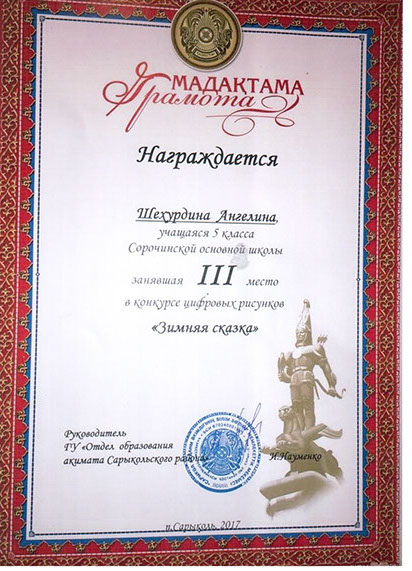 МАДАҚТАМА
Грамота
Награждается
Шехурдина Ангелина,
учащаяся 5 класса
Сорочинской основной школы
занявшая III место
в конкурсе цифровых рисунков
«Зимняя сказка»
Руководитель
ГУ «Отдел образования
акимата Сарыкольского района» И.Науменко
п.Сарыколь, 2017